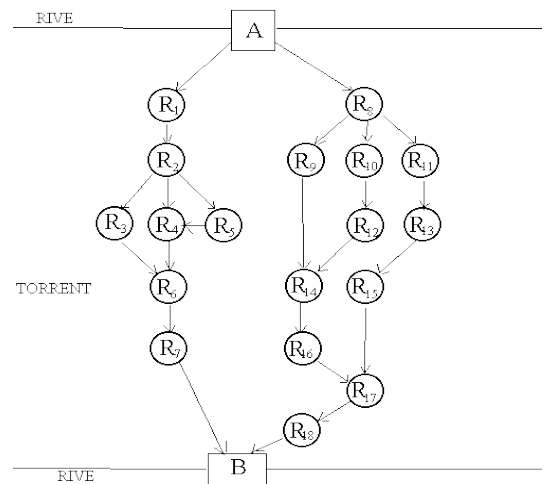 RIVE
A
R1
R8
R2
R9
R10
R11
R3
R4
R5
R12
R13
TORRENT
R6
R14
R15
R7
R16
R17
R18
B
RIVE